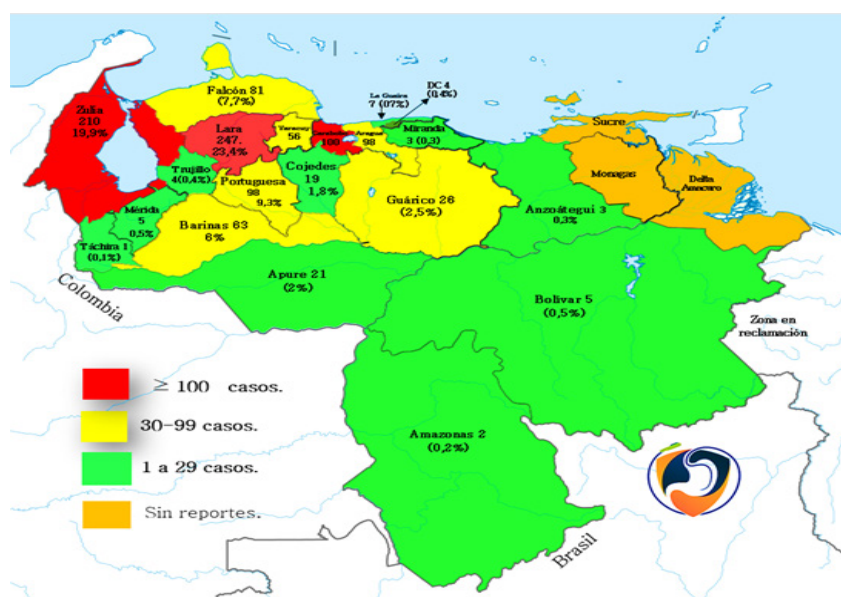 La Gueira
7 (07%)
DC 4
(0,4%)
Falcón 81
(7,7%)
Zulia
210
19,9%
Lara
247.
23,4%
Yaracuy
56
Carabobo
100
Aragua
98
Miranda
3 (0,3)
Sucre
Monagas
Delta
Amacuro
Trujillo
4(0,4%)
Portuguesa
98
9,3%
Cojedes
19
1,8%
Guárico 26
(2,5%)
Anzoátegui 3
0,3%
Mérida
5
0,5%
Barinas 63
6%
Táchira 1
(0,1%)
Apure 21
(2%)
Bolívar 5
(0,5%)
Colombia
Zona en
reclamación
≥ 100 casos.
30-99 casos.
1 a 29 casos.
Sin reportes.
Amazonas 2
(0,2%)
Brasil